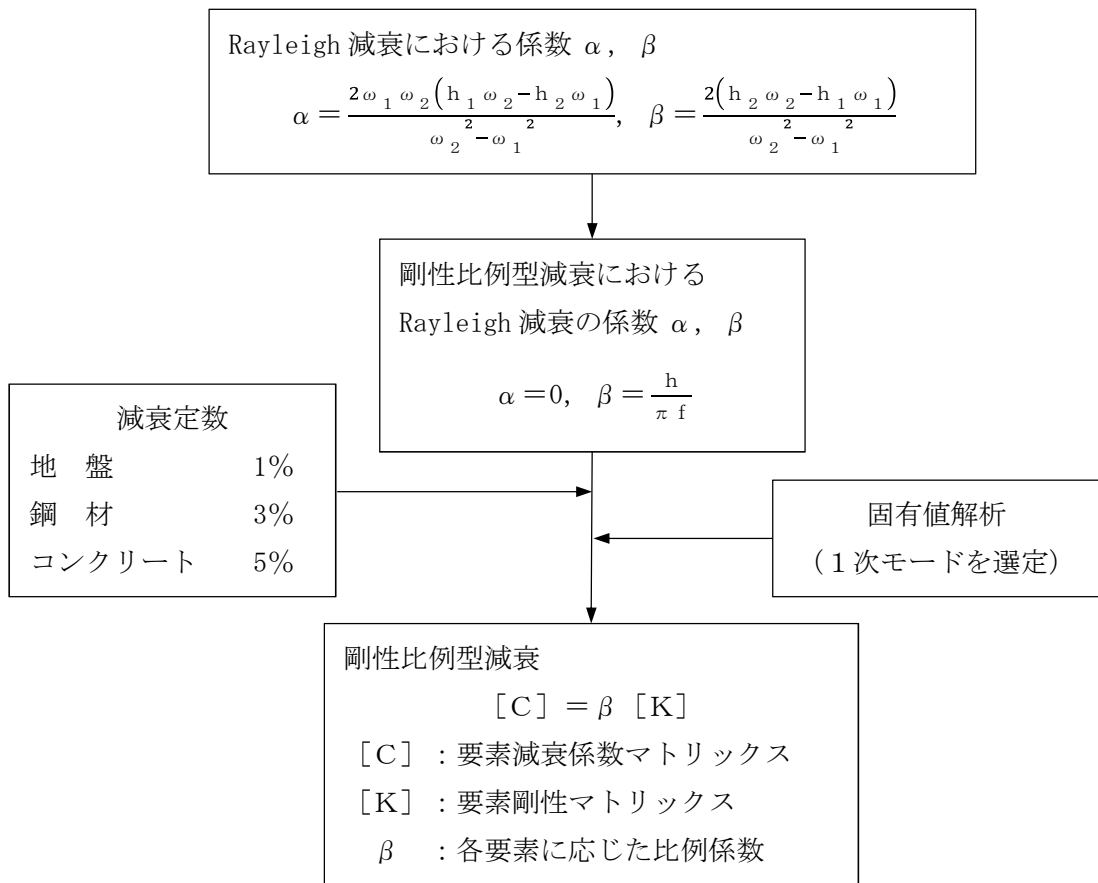 Rayleigh 減衰における係数 α, β
α＝2ω₁ω₂(h₁ω₂−h₂ω₁)/(ω₂²−ω₁²), β＝2(h₂ω₂−h₁ω₁)/(ω₂²−ω₁²)
剛性比例型減衰における
Rayleigh 減衰の係数 α, β
α＝0, β＝h/(πf)
減衰定数
地　盤　1%
鋼　材　3%
コンクリート　5%
固有値解析
(１次モードを選定)
剛性比例型減衰
［C］＝β［K］
［C］：要素減衰係数マトリックス
［K］：要素剛性マトリックス
β　：各要素に応じた比例係数